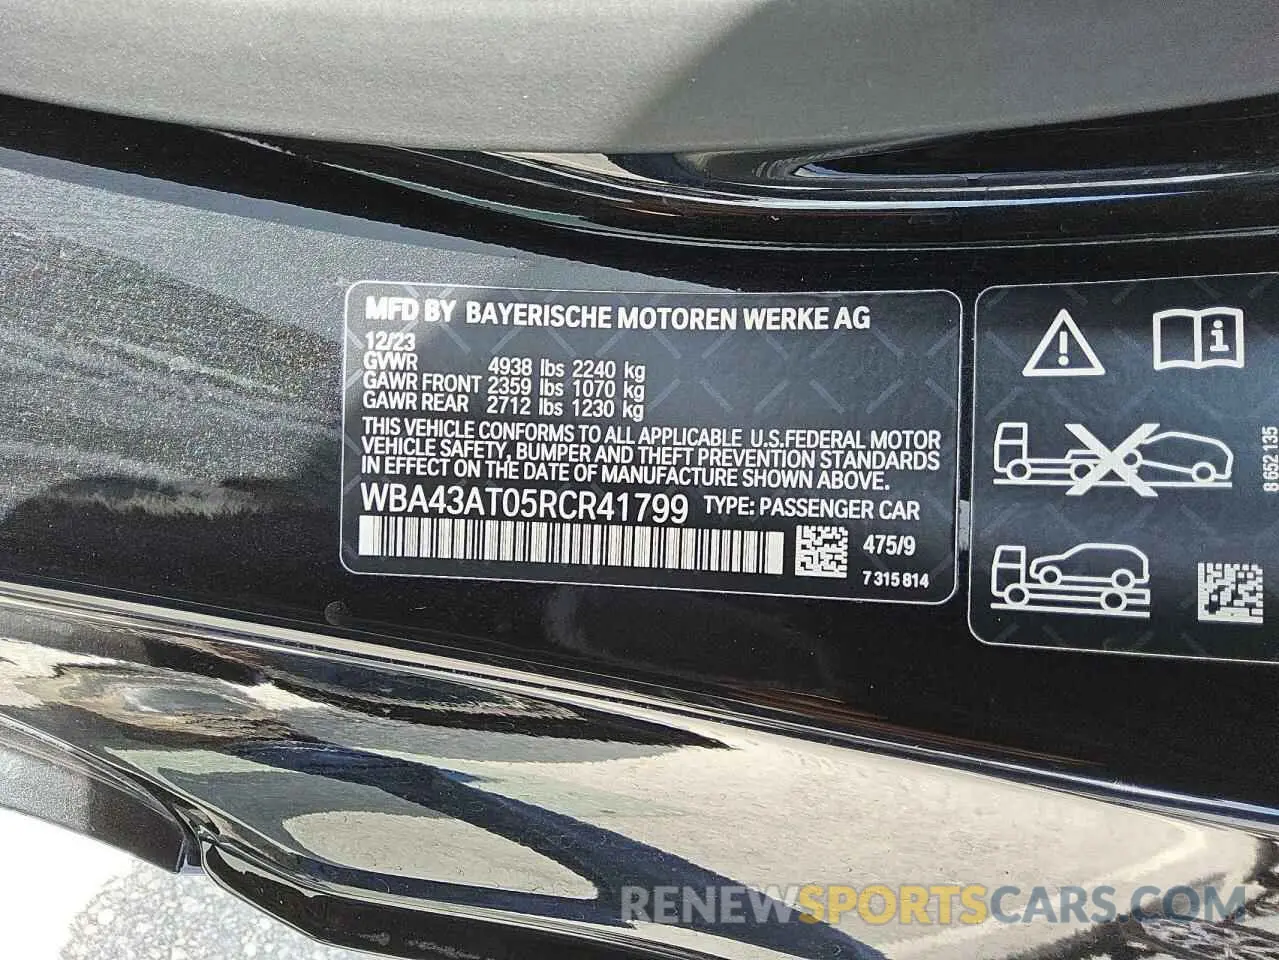 MFD BY BAYERISCHE MOTOREN WERKE AG
12/23
GVWR 4938 lbs 2240 kg
GAWR FRONT 2359 lbs 1070 kg
GAWR REAR 2712 lbs 1230 kg
THIS VEHICLE CONFORMS TO ALL APPLICABLE U.S.FEDERAL MOTOR
VEHICLE SAFETY, BUMPER AND THEFT PREVENTION STANDARDS
IN EFFECT ON THE DATE OF MANUFACTURE SHOWN ABOVE.
WBA43AT05RCR41799 TYPE: PASSENGER CAR
475/9
7 315 814
8 652 135
RENEWSPORTSCARS.COM